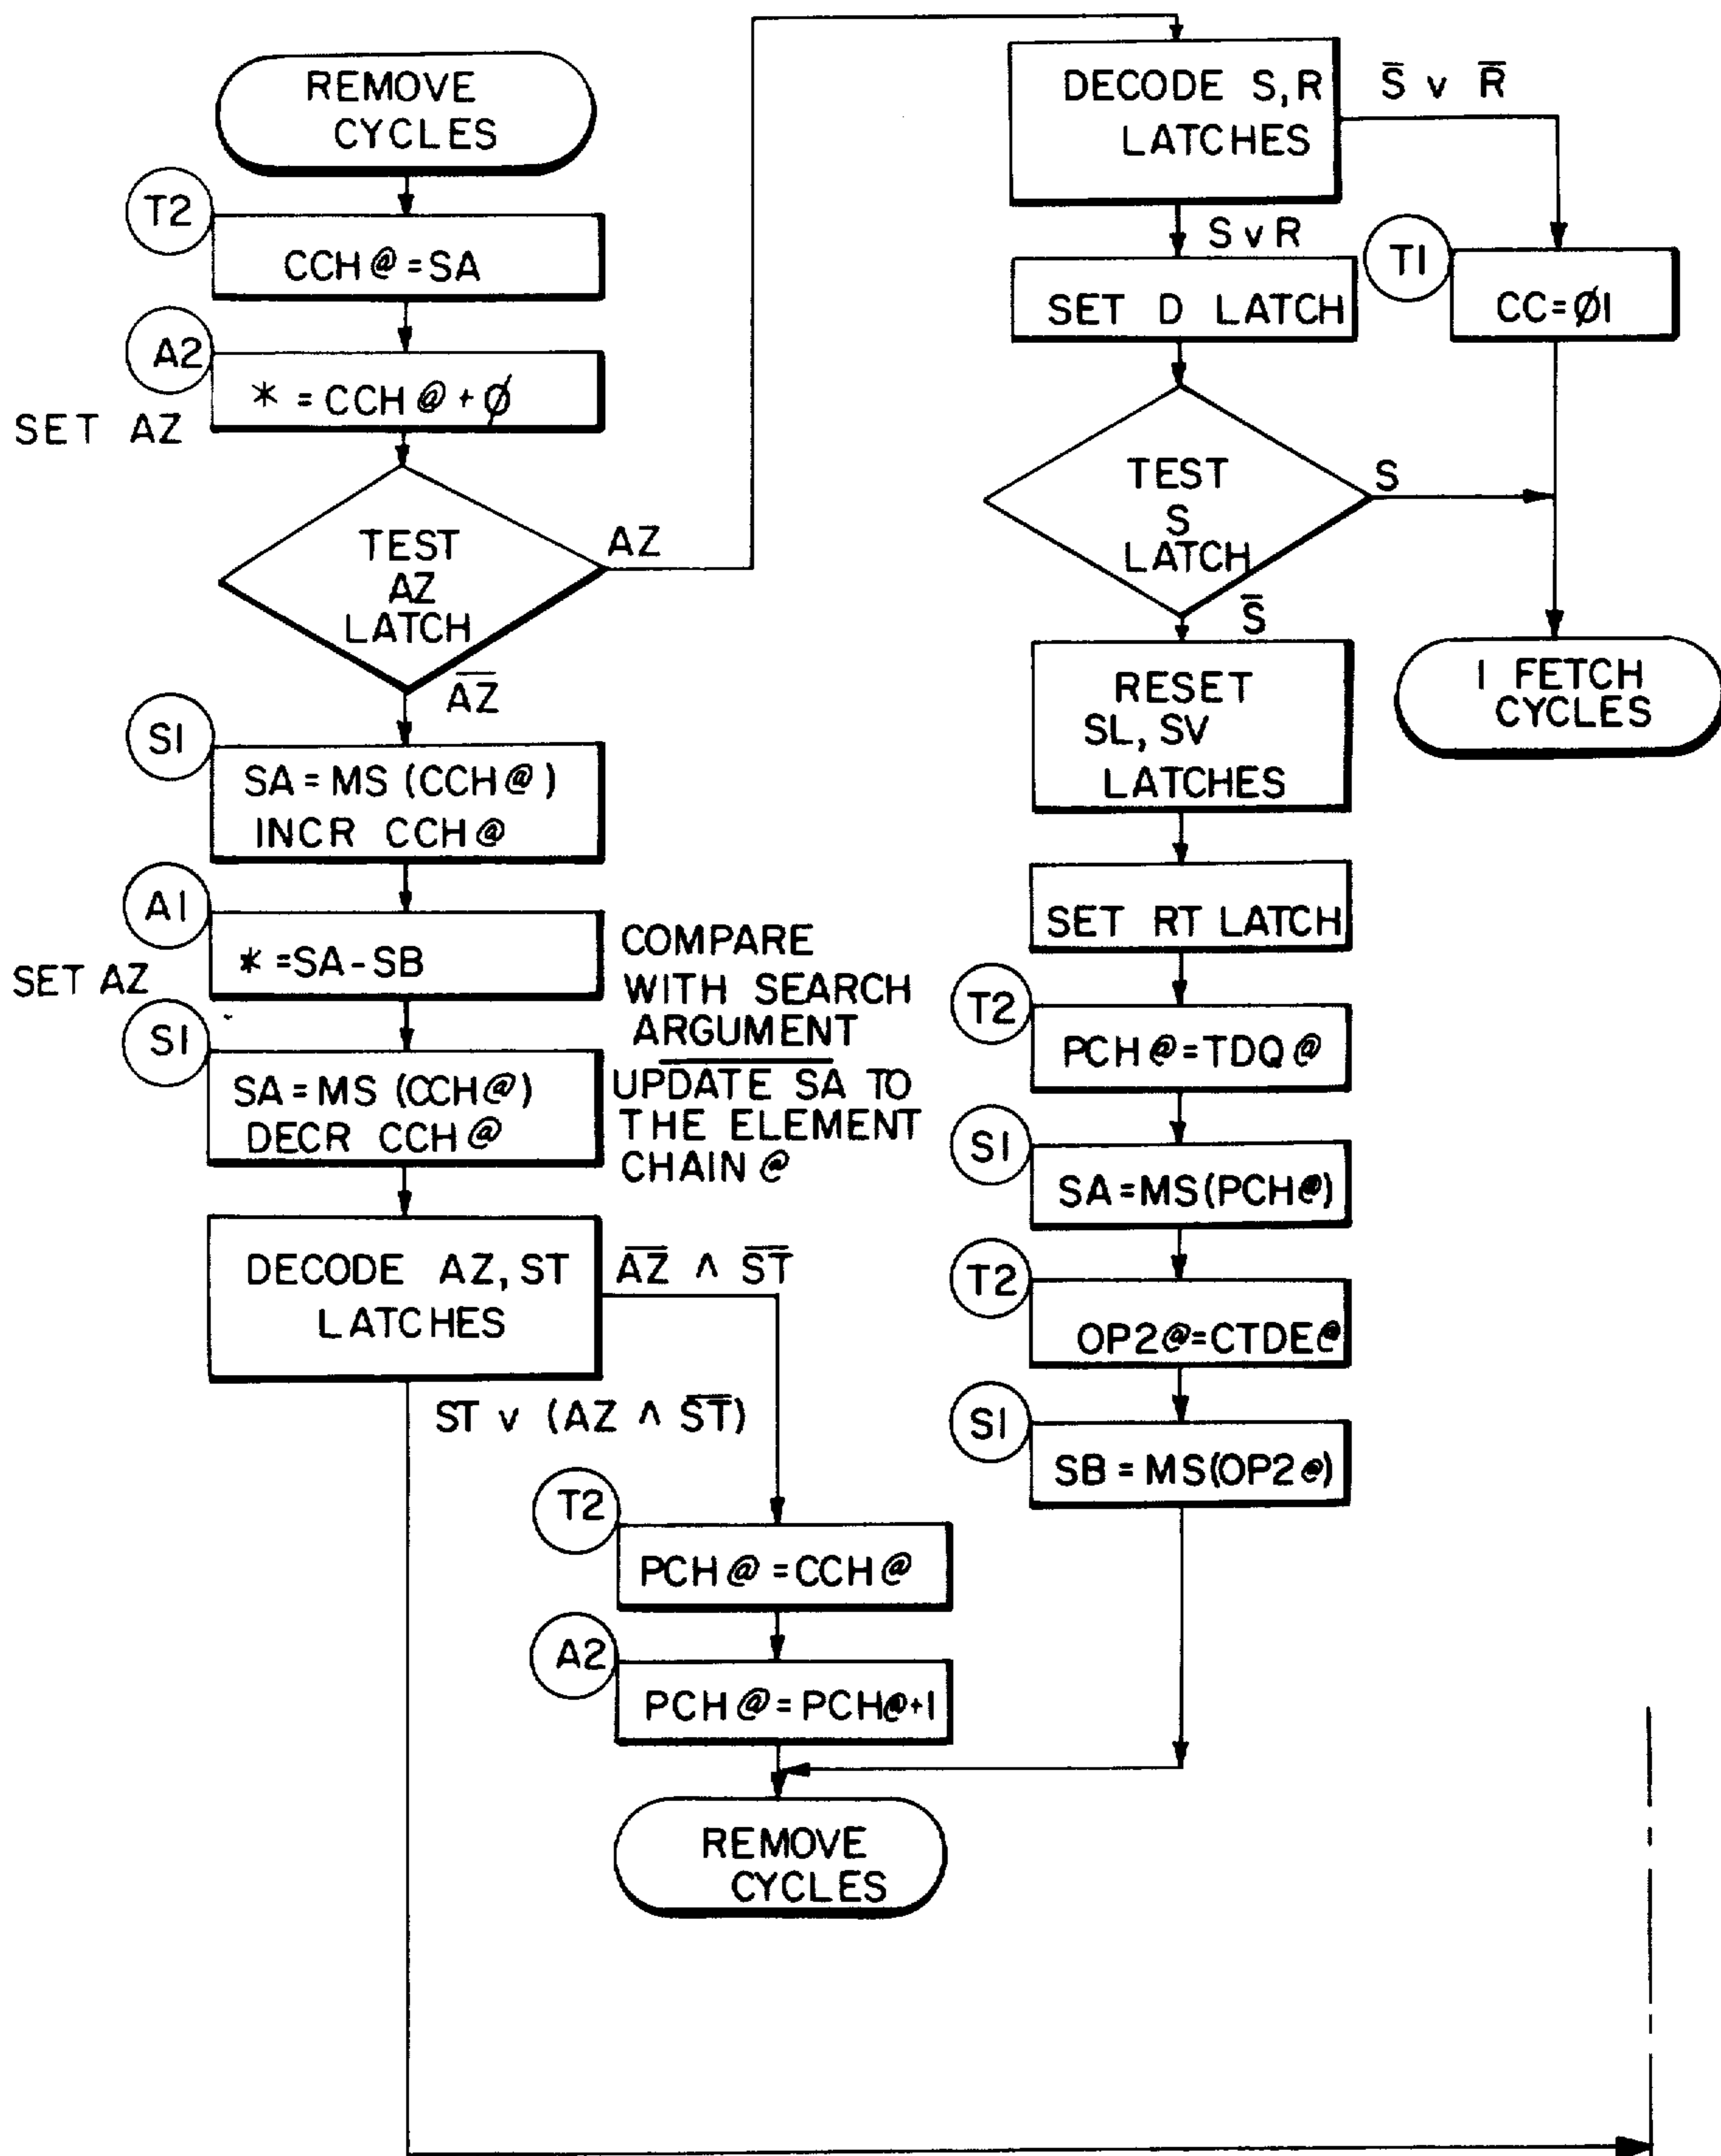 REMOVE
CYCLES
T2
CCH@=SA
A2
* = CCH@+Ø
SET AZ
TEST
AZ
LATCH
AZ
A̅Z̅
S1
SA=MS (CCH@)
INCR CCH@
A1
* =SA-SB
SET AZ
COMPARE
WITH SEARCH
ARGUMENT
S1
SA=MS (CCH@)
DECR CCH@
UPDATE SA TO
THE ELEMENT
CHAIN @
DECODE AZ, ST
LATCHES
A̅Z̅ ∧ S̅T̅
ST v (AZ ∧ S̅T̅)
T2
PCH@=CCH@
A2
PCH@=PCH@+1
REMOVE
CYCLES
DECODE S,R
LATCHES
S̅ v R̅
S v R
SET D LATCH
T1
CC=Ø1
TEST
S
LATCH
S
S̅
I FETCH
CYCLES
RESET
SL, SV
LATCHES
SET RT LATCH
T2
PCH@=TDQ@
S1
SA=MS(PCH@)
T2
OP2@=CTDE@
S1
SB=MS(OP2@)